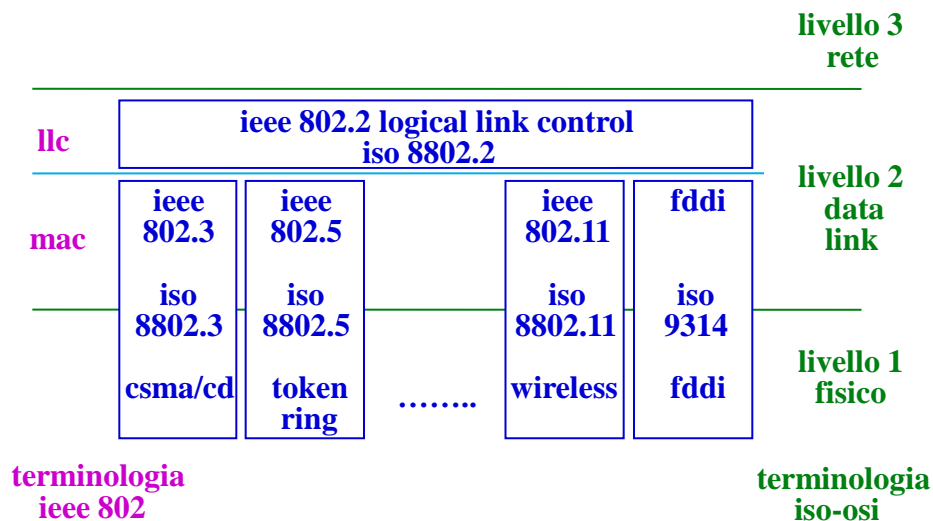 livello 3
rete
ieee 802.2 logical link control
iso 8802.2
llc
livello 2
data
link
mac
ieee
802.3
iso
8802.3
csma/cd
ieee
802.5
iso
8802.5
token
ring
........
ieee
802.11
iso
8802.11
wireless
fddi
iso
9314
fddi
livello 1
fisico
terminologia
ieee 802
terminologia
iso-osi